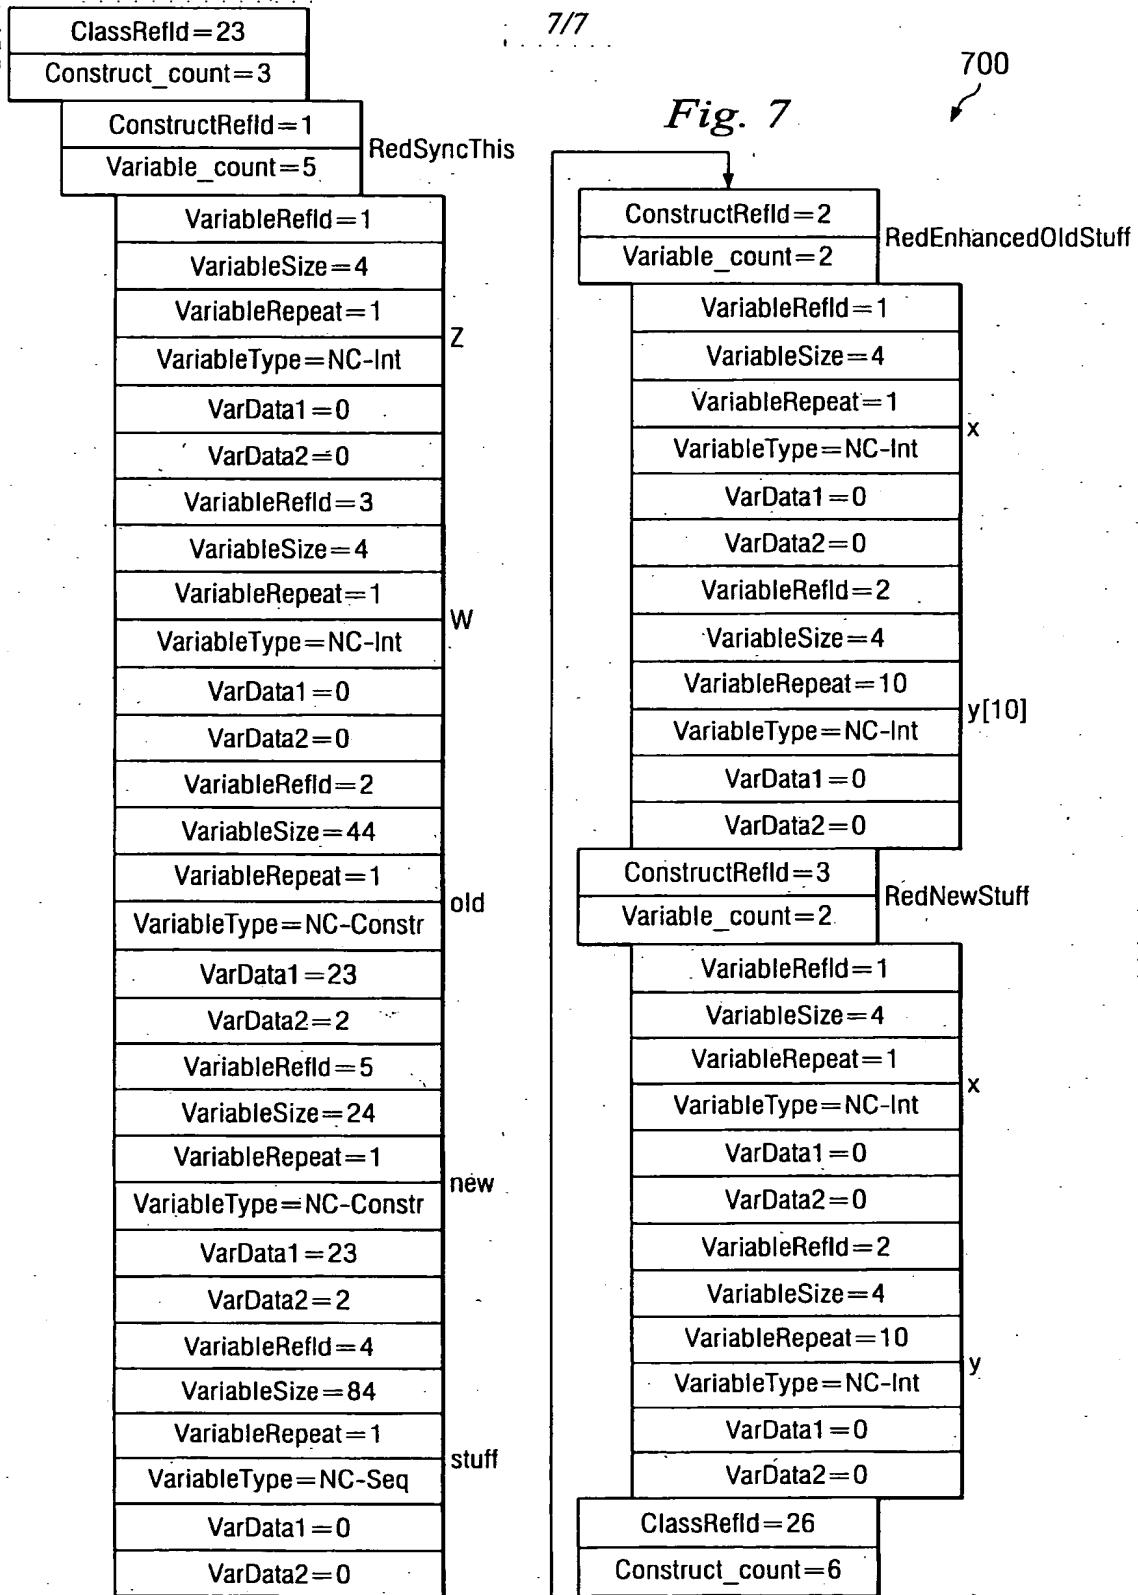 7/7
Fig. 7
700
ClassRefId=23
Construct_count=3
ConstructRefId=1
Variable_count=5
RedSyncThis
VariableRefId=1
VariableSize=4
VariableRepeat=1
VariableType=NC-Int
VarData1=0
VarData2=0
Z
VariableRefId=3
VariableSize=4
VariableRepeat=1
VariableType=NC-Int
VarData1=0
VarData2=0
W
VariableRefId=2
VariableSize=44
VariableRepeat=1
VariableType=NC-Constr
VarData1=23
VarData2=2
old
VariableRefId=5
VariableSize=24
VariableRepeat=1
VariableType=NC-Constr
VarData1=23
VarData2=2
new
VariableRefId=4
VariableSize=84
VariableRepeat=1
VariableType=NC-Seq
VarData1=0
VarData2=0
stuff
ConstructRefId=2
Variable_count=2
RedEnhancedOldStuff
VariableRefId=1
VariableSize=4
VariableRepeat=1
VariableType=NC-Int
VarData1=0
VarData2=0
x
VariableRefId=2
VariableSize=4
VariableRepeat=10
VariableType=NC-Int
VarData1=0
VarData2=0
y[10]
ConstructRefId=3
Variable_count=2
RedNewStuff
VariableRefId=1
VariableSize=4
VariableRepeat=1
VariableType=NC-Int
VarData1=0
VarData2=0
x
VariableRefId=2
VariableSize=4
VariableRepeat=10
VariableType=NC-Int
VarData1=0
VarData2=0
y
ClassRefId=26
Construct_count=6